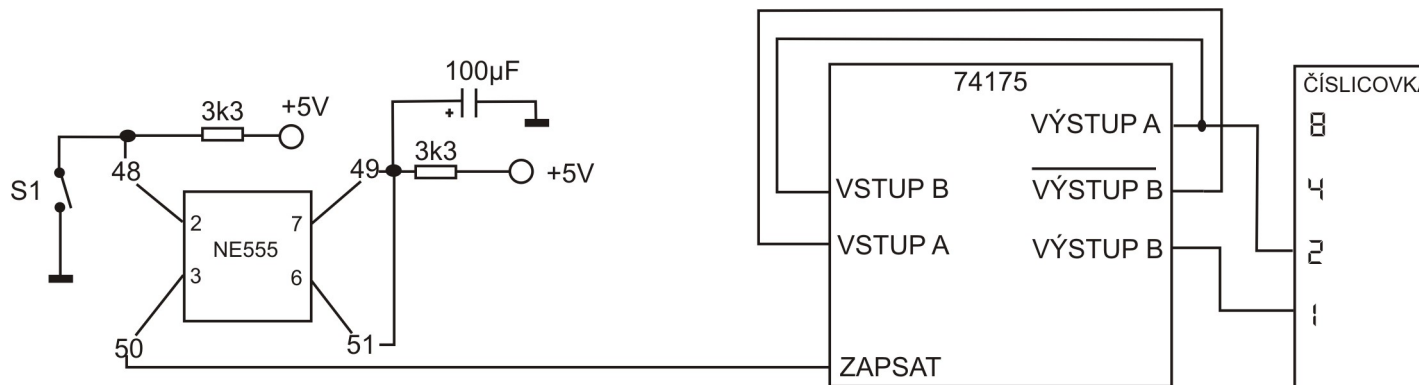 100µF
74175
ČÍSLICOVKA
3k3
+5V
VÝSTUP A
8
48
49
3k3
+5V
S1
VSTUP B
VÝSTUP B
4
2
7
NE555
VSTUP A
VÝSTUP B
2
3
6
1
50
51
ZAPSAT